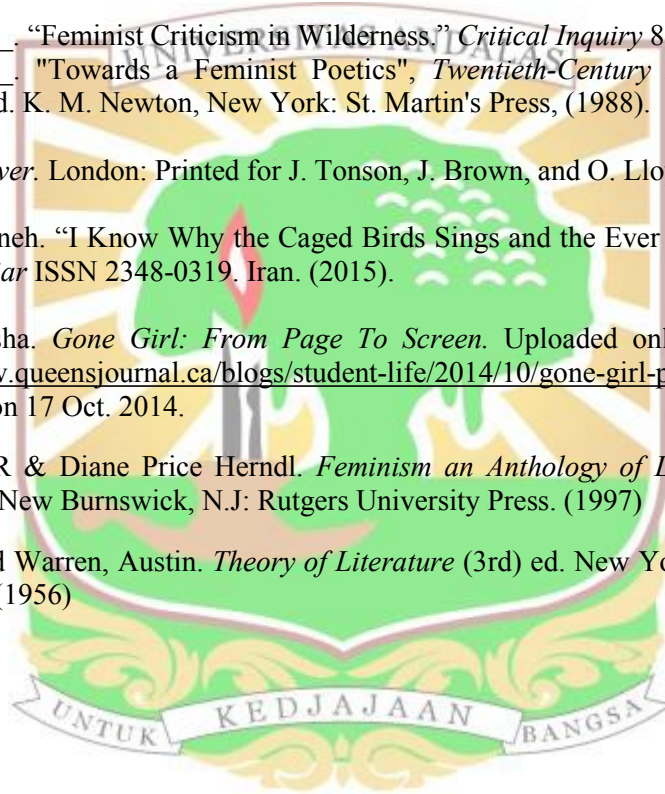 _. “Feminist Criticism in Wilderness.” Critical Inquiry 8
UNIVERSITAS ANDALAS
_. "Towards a Feminist Poetics", Twentieth-Century
d. K. M. Newton, New York: St. Martin's Press, (1988).
ver. London: Printed for J. Tonson, J. Brown, and O. Llo
neh. “I Know Why the Caged Birds Sings and the Ever
ar ISSN 2348-0319. Iran. (2015).
sha. Gone Girl: From Page To Screen. Uploaded onl
w.queensjournal.ca/blogs/student-life/2014/10/gone-girl-p
on 17 Oct. 2014.
R & Diane Price Herndl. Feminism an Anthology of L
New Burnswick, N.J: Rutgers University Press. (1997)
d Warren, Austin. Theory of Literature (3rd) ed. New Yo
(1956)
UNTUK KEDJAJAAN BANGSA